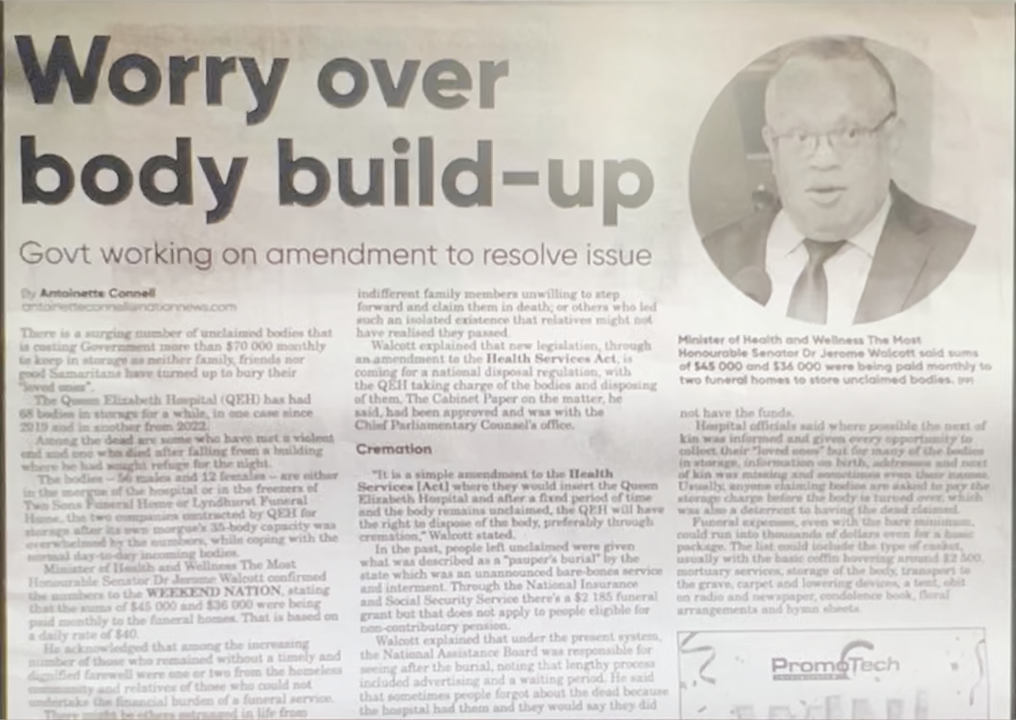 Worry over
body build-up
Govt working on amendment to resolve issue
By Antoinette Connell
antoinetteconnell@nationnews.com
There is a surging number of unclaimed bodies that
is costing Government more than $70 000 monthly
to keep in storage as neither family, friends nor
good Samaritans have turned up to bury their
"loved ones".
The Queen Elizabeth Hospital (QEH) has had
68 bodies in storage for a while, in one case since
2019 and in another from 2022.
Among the dead are some who have met a violent
end and one who died after falling from a building
where he had sought refuge for the night.
The bodies – 56 males and 12 females – are either
in the morgue of the hospital or in the freezers of
Two Sons Funeral Home or Lyndhurst Funeral
Home, the two companies contracted by QEH for
storage after its own morgue's 35-body capacity was
overwhelmed by the numbers, while coping with the
normal day-to-day incoming bodies.
Minister of Health and Wellness The Most
Honourable Senator Dr Jerome Walcott confirmed
the numbers to the WEEKEND NATION, stating
that the sums of $45 000 and $36 000 were being
paid monthly to the funeral homes. That is based on
a daily rate of $40.
He acknowledged that among the increasing
number of those who remained without a timely and
dignified farewell were one or two from the homeless
community and relatives of those who could not
undertake the financial burden of a funeral service.
There might be others estranged in life from
indifferent family members unwilling to step
forward and claim them in death; or others who led
such an isolated existence that relatives might not
have realised they passed.
Walcott explained that new legislation, through
an amendment to the Health Services Act, is
coming for a national disposal regulation, with
the QEH taking charge of the bodies and disposing
of them. The Cabinet Paper on the matter, he
said, had been approved and was with the
Chief Parliamentary Counsel's office.
Cremation
"It is a simple amendment to the Health
Services [Act] where they would insert the Queen
Elizabeth Hospital and after a fixed period of time
and the body remains unclaimed, the QEH will have
the right to dispose of the body, preferably through
cremation," Walcott stated.
In the past, people left unclaimed were given
what was described as a "pauper's burial" by the
state which was an unannounced bare-bones service
and interment. Through the National Insurance
and Social Security Service there's a $2 185 funeral
grant but that does not apply to people eligible for
non-contributory pension.
Walcott explained that under the present system,
the National Assistance Board was responsible for
seeing after the burial, noting that lengthy process
included advertising and a waiting period. He said
that sometimes people forgot about the dead because
the hospital had them and they would say they did
Minister of Health and Wellness The Most
Honourable Senator Dr Jerome Walcott said sums
of $45 000 and $36 000 were being paid monthly to
two funeral homes to store unclaimed bodies.
not have the funds.
Hospital officials said where possible the next of
kin was informed and given every opportunity to
collect their "loved ones" but for many of the bodies
in storage, information on birth, addresses and next
of kin was missing and sometimes even their names.
Usually, anyone claiming bodies are asked to pay the
storage charge before the body is turned over, which
was also a deterrent to having the dead claimed.
Funeral expenses, even with the bare minimum,
could run into thousands of dollars even for a basic
package. The list could include the type of casket,
usually with the basic coffin hovering around $2 500,
mortuary services, storage of the body, transport to
the grave, carpet and lowering devices, a tent, obit
on radio and newspaper, condolence book, floral
arrangements and hymn sheets.
PromoTech